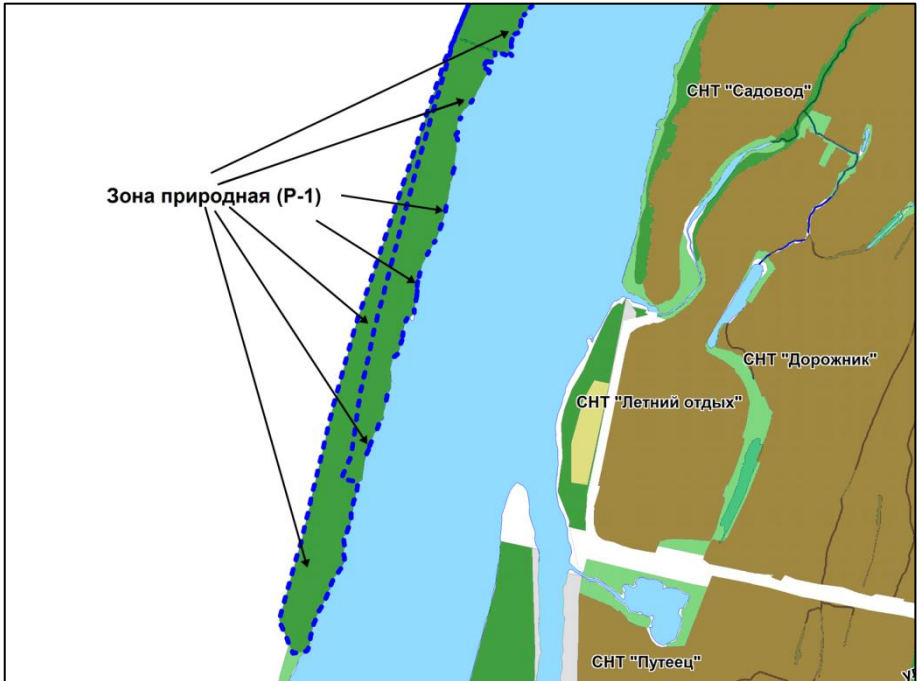 СНТ "Садовод"
Зона природная (Р-1)
СНТ "Дорожник"
СНТ "Летний отдых"
СНТ "Путеец"